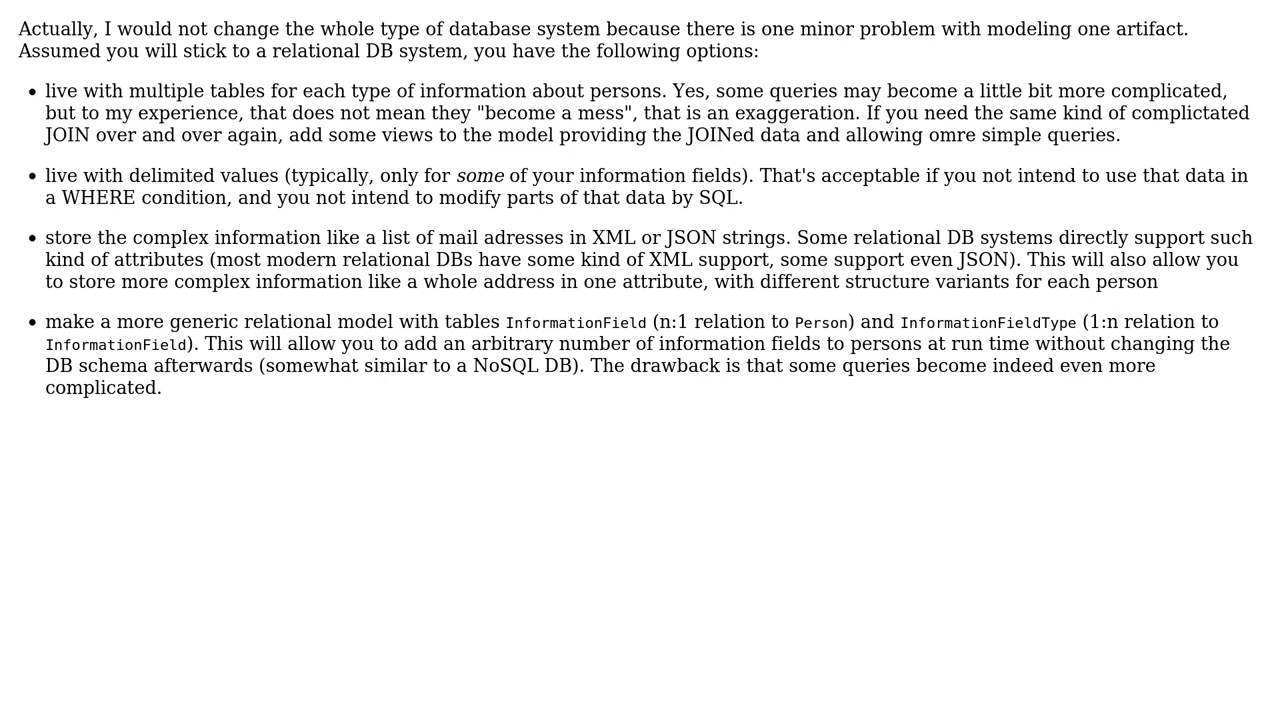 Actually, I would not change the whole type of database system because there is one minor problem with modeling one artifact.
Assumed you will stick to a relational DB system, you have the following options:
• live with multiple tables for each type of information about persons. Yes, some queries may become a little bit more complicated,
but to my experience, that does not mean they "become a mess", that is an exaggeration. If you need the same kind of complictated
JOIN over and over again, add some views to the model providing the JOINed data and allowing omre simple queries.
• live with delimited values (typically, only for some of your information fields). That's acceptable if you not intend to use that data in
a WHERE condition, and you not intend to modify parts of that data by SQL.
• store the complex information like a list of mail adresses in XML or JSON strings. Some relational DB systems directly support such
kind of attributes (most modern relational DBs have some kind of XML support, some support even JSON). This will also allow you
to store more complex information like a whole address in one attribute, with different structure variants for each person
• make a more generic relational model with tables InformationField (n:1 relation to Person) and InformationFieldType (1:n relation to
InformationField). This will allow you to add an arbitrary number of information fields to persons at run time without changing the
DB schema afterwards (somewhat similar to a NoSQL DB). The drawback is that some queries become indeed even more
complicated.